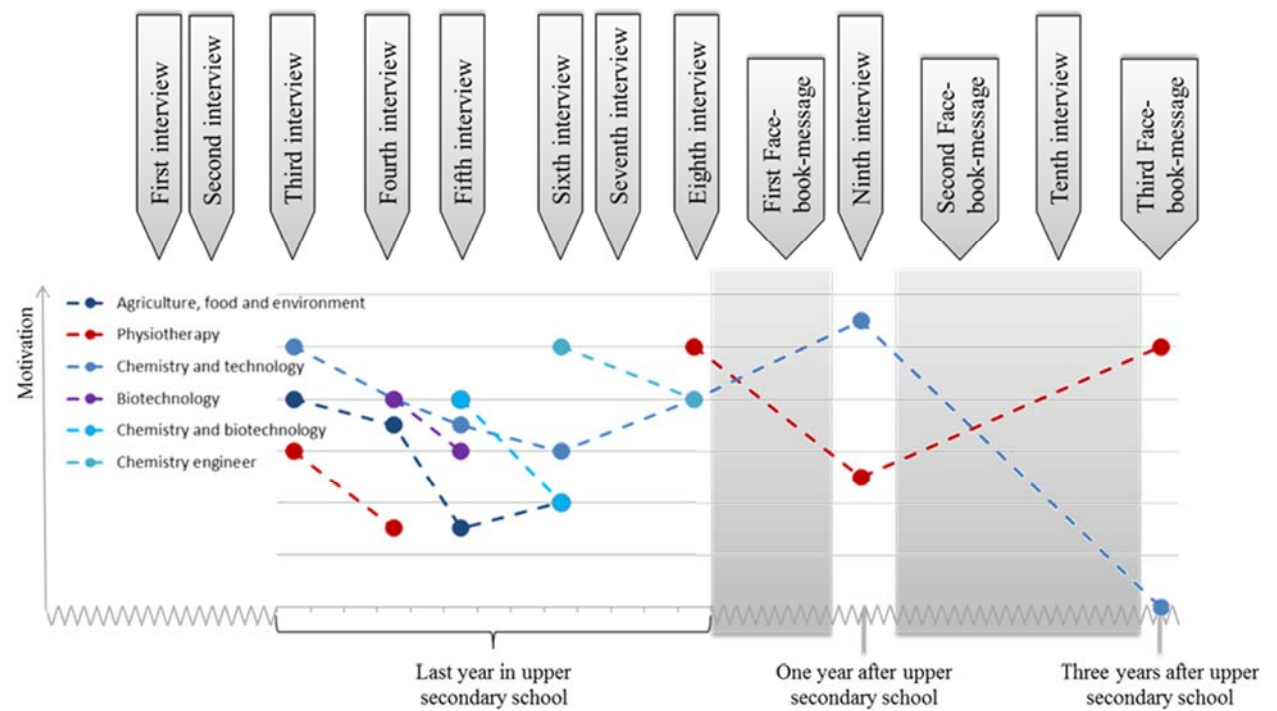 First interview
Second interview
Third interview
Fourth interview
Fifth interview
Sixth interview
Seventh interview
Eighth interview
First Face-
book-message
Ninth interview
Second Face-
book-message
Tenth interview
Third Face-
book-message
Motivation
Agriculture, food and environment
Physiotherapy
Chemistry and technology
Biotechnology
Chemistry and biotechnology
Chemistry engineer
Last year in upper
secondary school
One year after upper
secondary school
Three years after upper
secondary school